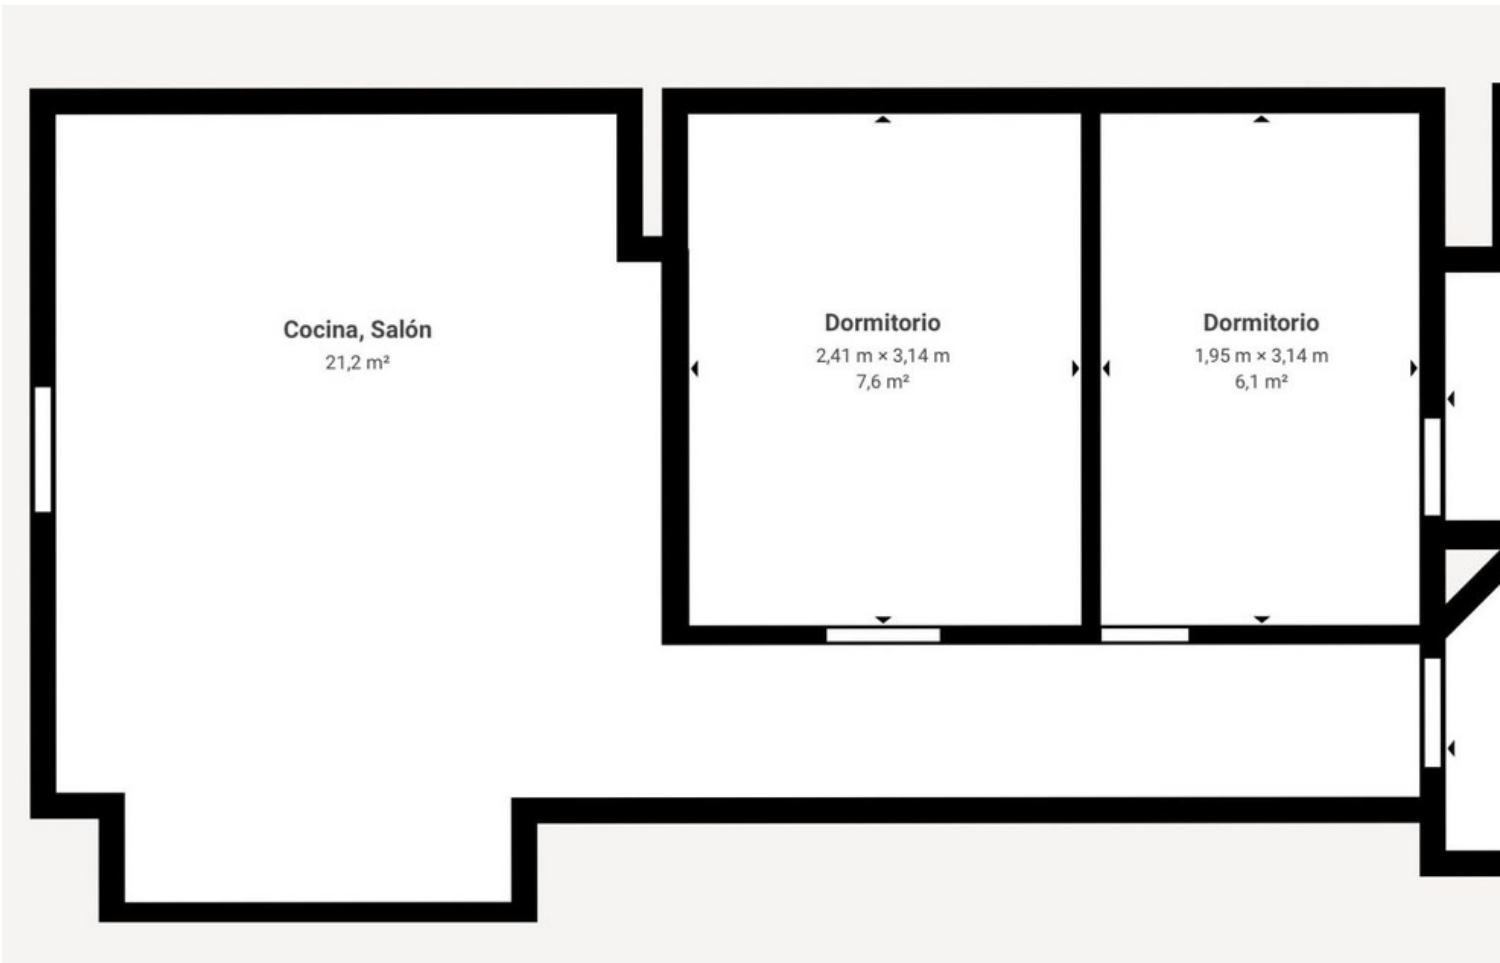 Cocina, Salón
21,2 m²
Dormitorio
2,41 m × 3,14 m
7,6 m²
Dormitorio
1,95 m × 3,14 m
6,1 m²